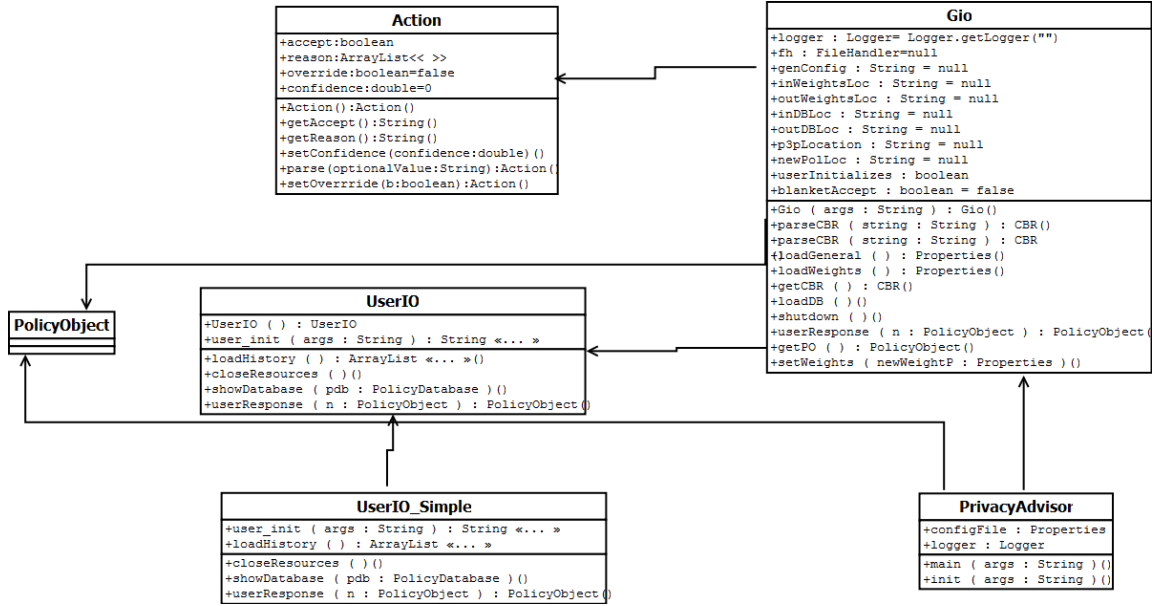 Action
+accept:boolean
+reason:ArrayList<< >>
+override:boolean=false
+confidence:double=0
+Action():Action()
+getAccept():String()
+getReason():String()
+setConfidence(confidence:double)()
+parse(optionalValue:String):Action()
+setOverrride(b:boolean):Action()
Gio
+logger : Logger= Logger.getLogger("")
+fh : FileHandler=null
+genConfig : String = null
+inWeightsLoc : String = null
+outWeightsLoc : String = null
+inDBLoc : String = null
+outDBLoc : String = null
+p3pLocation : String = null
+newPolLoc : String = null
+userInitializes : boolean
+blanketAccept : boolean = false
+Gio ( args : String ) : Gio()
+parseCBR ( string : String ) : CBR()
+parseCBR ( string : String ) : CBR
+loadGeneral ( ) : Properties()
+loadWeights ( ) : Properties()
+getCBR ( ) : CBR()
+loadDB ( )()
+shutdown ( )()
+userResponse ( n : PolicyObject ) : PolicyObject()
+getPO ( ) : PolicyObject()
+setWeights ( newWeightP : Properties )()
PolicyObject
UserIO
+UserIO ( ) : UserIO
+user_init ( args : String ) : String «... »
+loadHistory ( ) : ArrayList «... »()
+closeResources ( )()
+showDatabase ( pdb : PolicyDatabase )()
+userResponse ( n : PolicyObject ) : PolicyObject()
UserIO_Simple
+user_init ( args : String ) : String «... »
+loadHistory ( ) : ArrayList «... »
+closeResources ( )()
+showDatabase ( pdb : PolicyDatabase )()
+userResponse ( n : PolicyObject ) : PolicyObject()
PrivacyAdvisor
+configFile : Properties
+logger : Logger
+main ( args : String )()
+init ( args : String )()